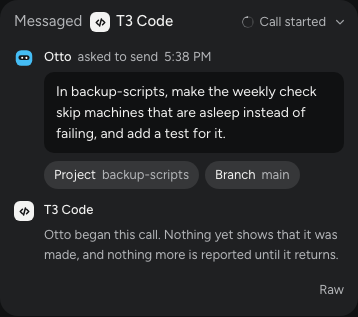 Messaged T3 Code Call started
Otto asked to send 5:38 PM
In backup-scripts, make the weekly check
skip machines that are asleep instead of
failing, and add a test for it.
Project backup-scripts Branch main
T3 Code
Otto began this call. Nothing yet shows that it was
made, and nothing more is reported until it returns.
Raw